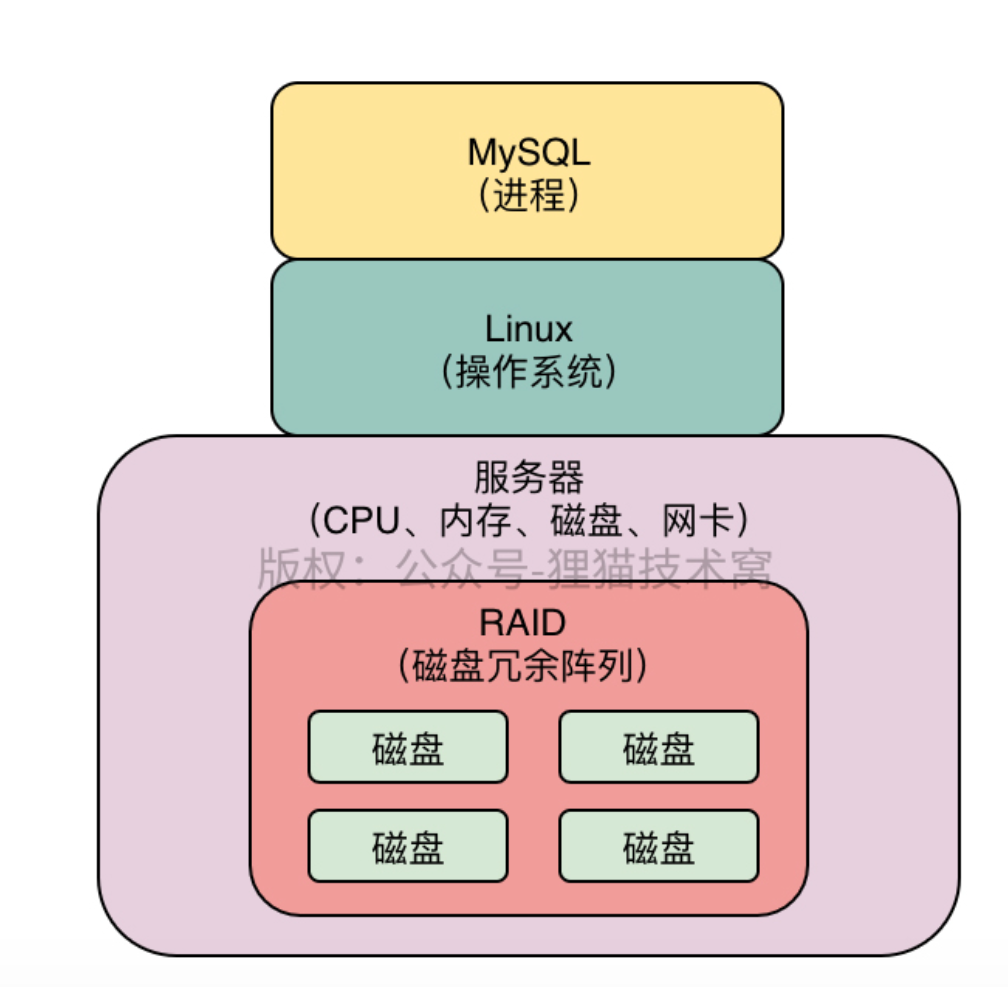 MySQL
（进程）
Linux
（操作系统）
服务器
（CPU、内存、磁盘、网卡）
版权：公众号-狸猫技术窝
RAID
（磁盘冗余阵列）
磁盘 磁盘
磁盘 磁盘